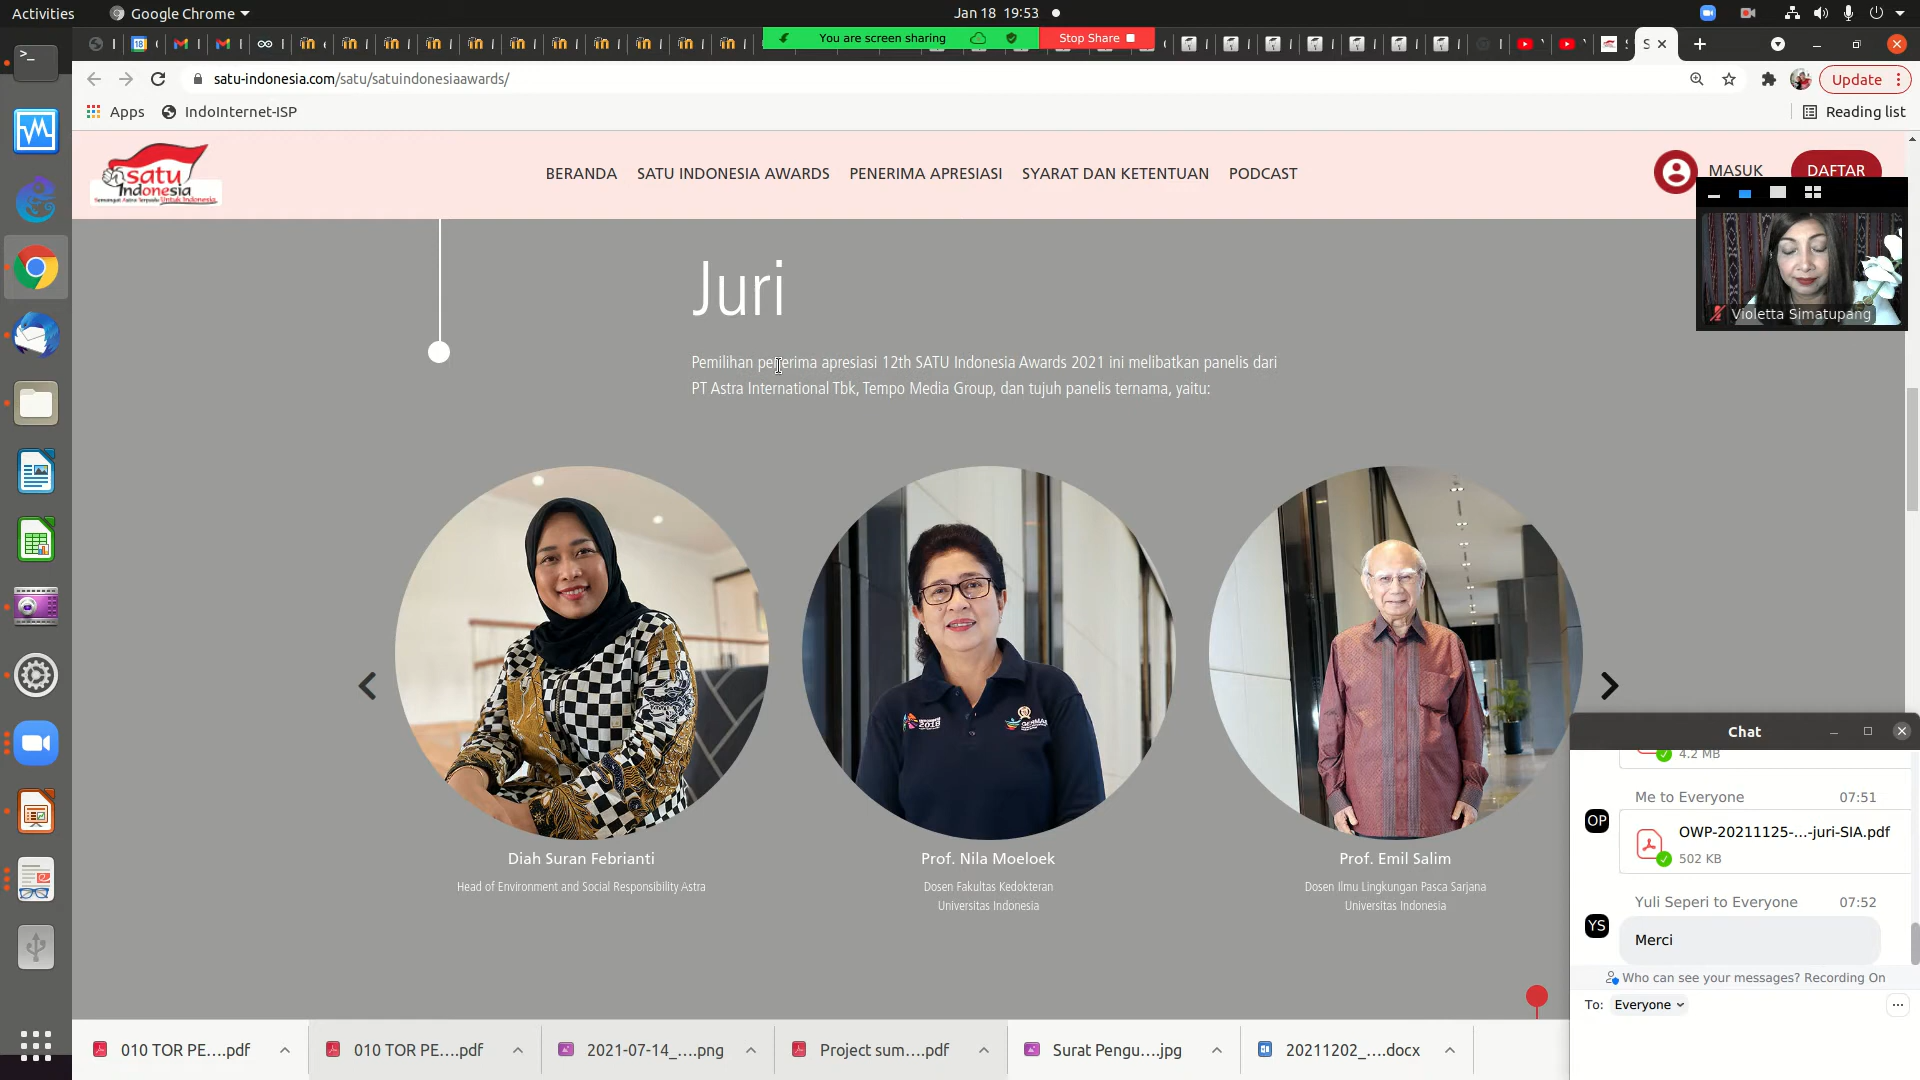 Activities
Google Chrome
Jan 18 19:53
You are screen sharing
Stop Share
satu-indonesia.com/satu/satuindonesiaawards/
Update
Apps
IndoInternet-ISP
Reading list
satu
Indonesia
Semangat Astra Terpadu Untuk Indonesia
BERANDA
SATU INDONESIA AWARDS
PENERIMA APRESIASI
SYARAT DAN KETENTUAN
PODCAST
MASUK
DAFTAR
Violetta Simatupang
Juri
Pemilihan penerima apresiasi 12th SATU Indonesia Awards 2021 ini melibatkan panelis dari
PT Astra International Tbk, Tempo Media Group, dan tujuh panelis ternama, yaitu:
Diah Suran Febrianti
Head of Environment and Social Responsibility Astra
Prof. Nila Moeloek
Dosen Fakultas Kedokteran
Universitas Indonesia
Prof. Emil Salim
Dosen Ilmu Lingkungan Pasca Sarjana
Universitas Indonesia
Chat
4.2 MB
Me to Everyone
07:51
OP
OWP-20211125-...-juri-SIA.pdf
502 KB
Yuli Seperi to Everyone
07:52
YS
Merci
Who can see your messages? Recording On
To: Everyone
010 TOR PE....pdf
010 TOR PE....pdf
2021-07-14_....png
Project sum....pdf
Surat Pengu....jpg
20211202_....docx